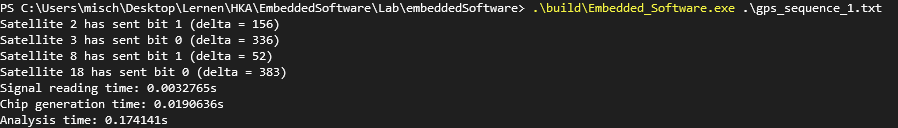 PS C:\Users\misch\Desktop\Lernen\HKA\EmbeddedSoftware\Lab\embeddedSoftware> .\build\Embedded_Software.exe .\gps_sequence_1.txt
Satellite 2 has sent bit 1 (delta = 156)
Satellite 3 has sent bit 0 (delta = 336)
Satellite 8 has sent bit 1 (delta = 52)
Satellite 18 has sent bit 0 (delta = 383)
Signal reading time: 0.0032765s
Chip generation time: 0.0190636s
Analysis time: 0.174141s